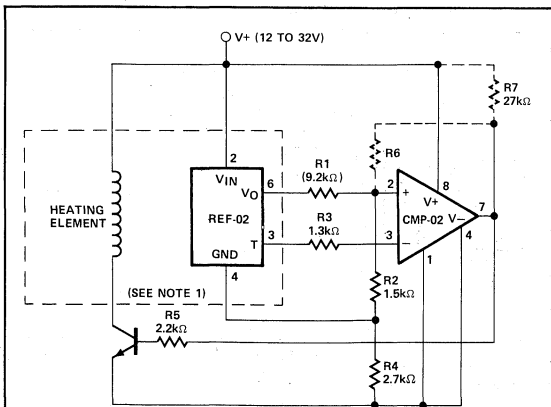 V+ (12 TO 32V)
R7
27kΩ
R6
R1
(9.2kΩ)
2
VIN
6
VO
REF-02
3
T
GND
4
R3
1.3kΩ
2
+
8
V+
7
CMP-02
V−
4
3
−
1
HEATING
ELEMENT
(SEE NOTE 1)
R2
1.5kΩ
R5
2.2kΩ
R4
2.7kΩ